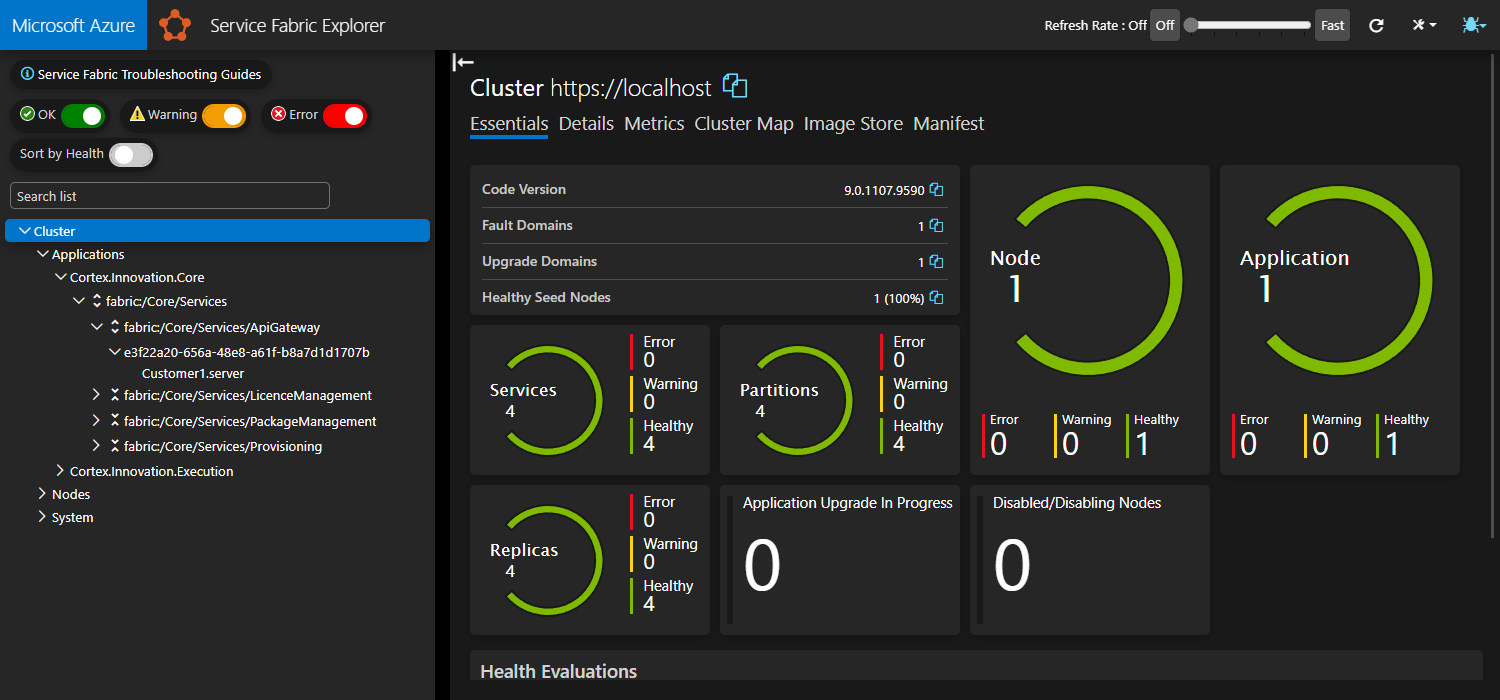 Microsoft Azure
Service Fabric Explorer
Refresh Rate : Off
Off
Fast
Service Fabric Troubleshooting Guides
OK
Warning
Error
Sort by Health
Search list
Cluster
Applications
Cortex.Innovation.Core
fabric:/Core/Services
fabric:/Core/Services/ApiGateway
e3f22a20-656a-48e8-a61f-b8a7d1d1707b
Customer1.server
fabric:/Core/Services/LicenceManagement
fabric:/Core/Services/PackageManagement
fabric:/Core/Services/Provisioning
Cortex.Innovation.Execution
Nodes
System
Cluster https://localhost
Essentials Details Metrics Cluster Map Image Store Manifest
Code Version 9.0.1107.9590
Fault Domains 1
Upgrade Domains 1
Healthy Seed Nodes 1 (100%)
Node
1
Error
0
Warning
0
Healthy
1
Application
1
Error
0
Warning
0
Healthy
1
Services
4
Error
0
Warning
0
Healthy
4
Partitions
4
Error
0
Warning
0
Healthy
4
Replicas
4
Error
0
Warning
0
Healthy
4
Application Upgrade In Progress
0
Disabled/Disabling Nodes
0
Health Evaluations